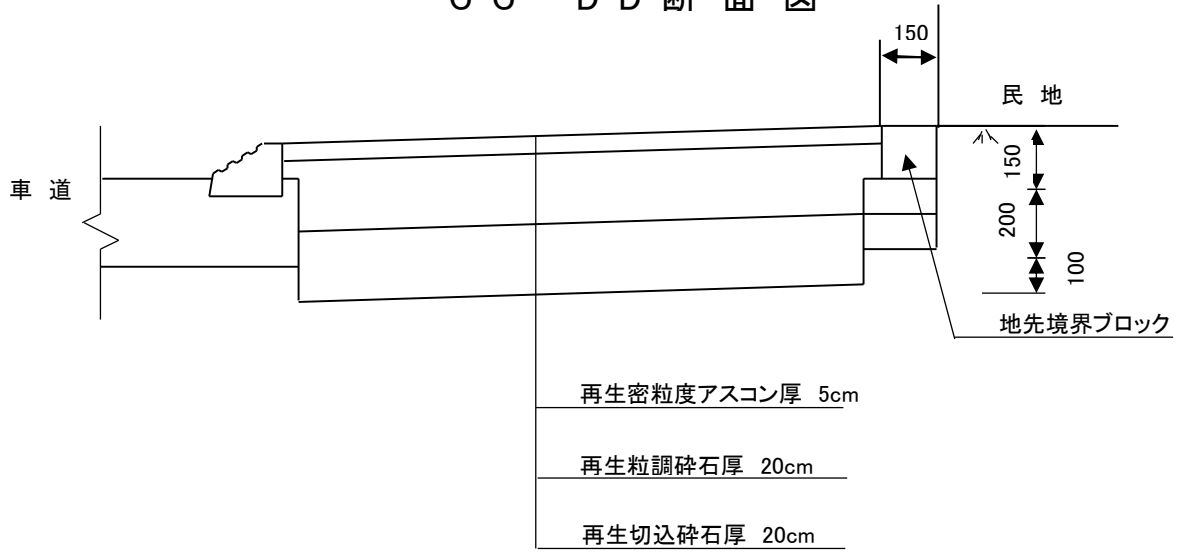 150
民 地
車 道
150
200
100
地先境界ブロック
再生密粒度アスコン厚 5cm
再生粒調砕石厚 20cm
再生切込砕石厚 20cm